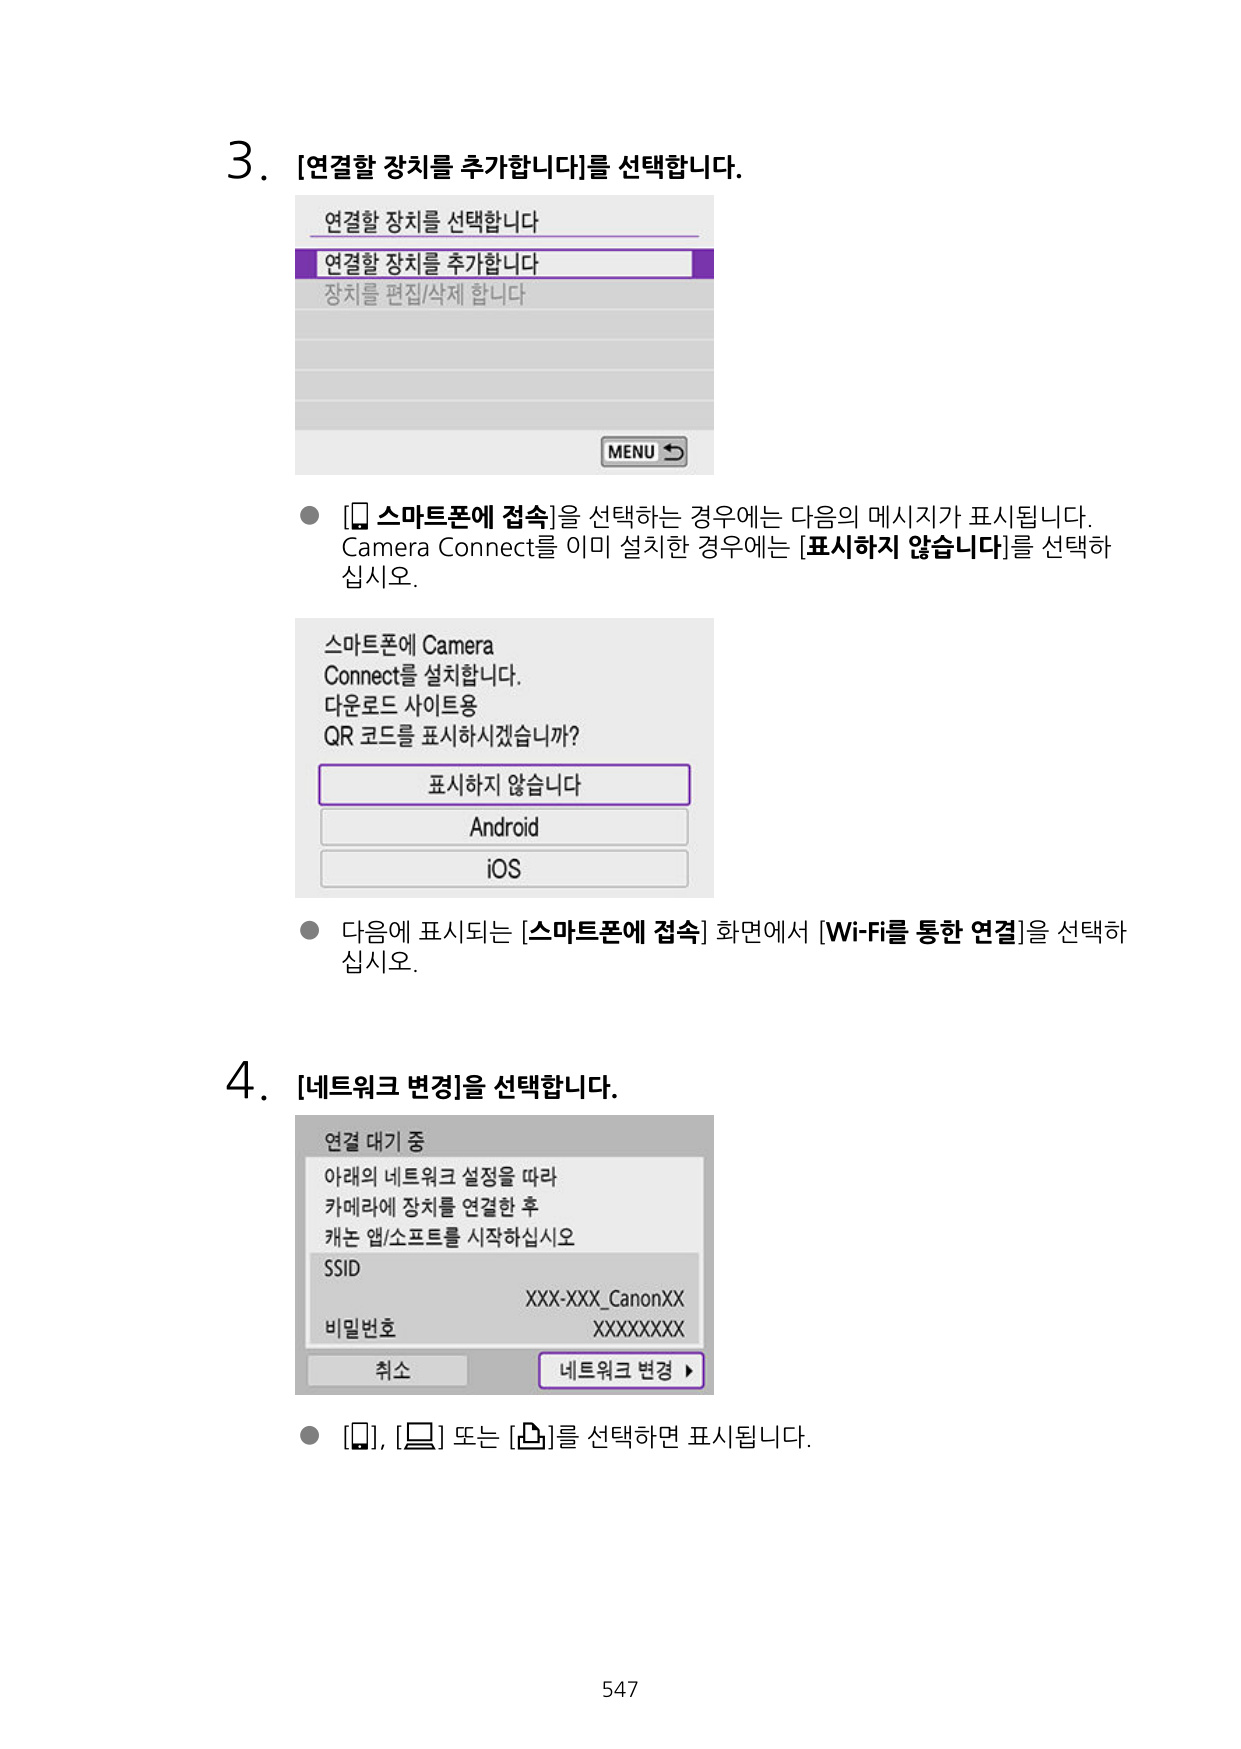 3. [연결할 장치를 추가합니다]를 선택합니다.
연결할 장치를 선택합니다
연결할 장치를 추가합니다
장치를 편집/삭제 합니다
MENU
● [ 스마트폰에 접속]을 선택하는 경우에는 다음의 메시지가 표시됩니다.
Camera Connect를 이미 설치한 경우에는 [표시하지 않습니다]를 선택하
십시오.
스마트폰에 Camera
Connect를 설치합니다.
다운로드 사이트용
QR 코드를 표시하시겠습니까?
표시하지 않습니다
Android
iOS
● 다음에 표시되는 [스마트폰에 접속] 화면에서 [Wi-Fi를 통한 연결]을 선택하
십시오.
4. [네트워크 변경]을 선택합니다.
연결 대기 중
아래의 네트워크 설정을 따라
카메라에 장치를 연결한 후
캐논 앱/소프트를 시작하십시오
SSID
XXX-XXX_CanonXX
비밀번호 XXXXXXXX
취소 네트워크 변경
● [ ], [ ] 또는 [ ]를 선택하면 표시됩니다.
547